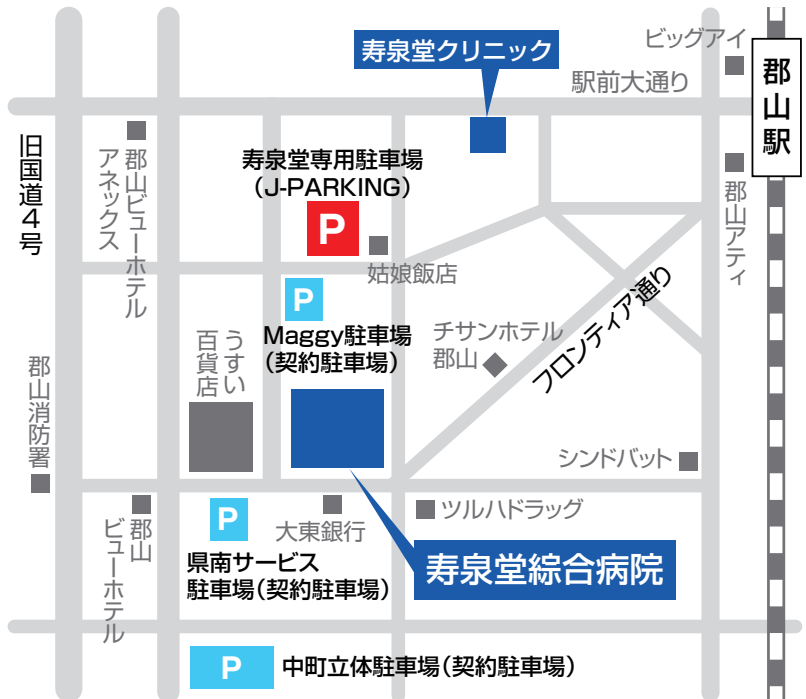 寿泉堂クリニック
ビッグアイ
駅前大通り
郡山駅
旧国道4号
郡山ビューホテル
アネックス
寿泉堂専用駐車場
(J-PARKING)
P
姑娘飯店
郡山アティ
P
Maggy駐車場
(契約駐車場)
うすい
百貨店
チサンホテル
郡山
フロンティア通り
郡山消防署
シンドバット
P
大東銀行
ツルハドラッグ
郡山
ビューホテル
県南サービス
駐車場(契約駐車場)
寿泉堂綜合病院
P
中町立体駐車場(契約駐車場)